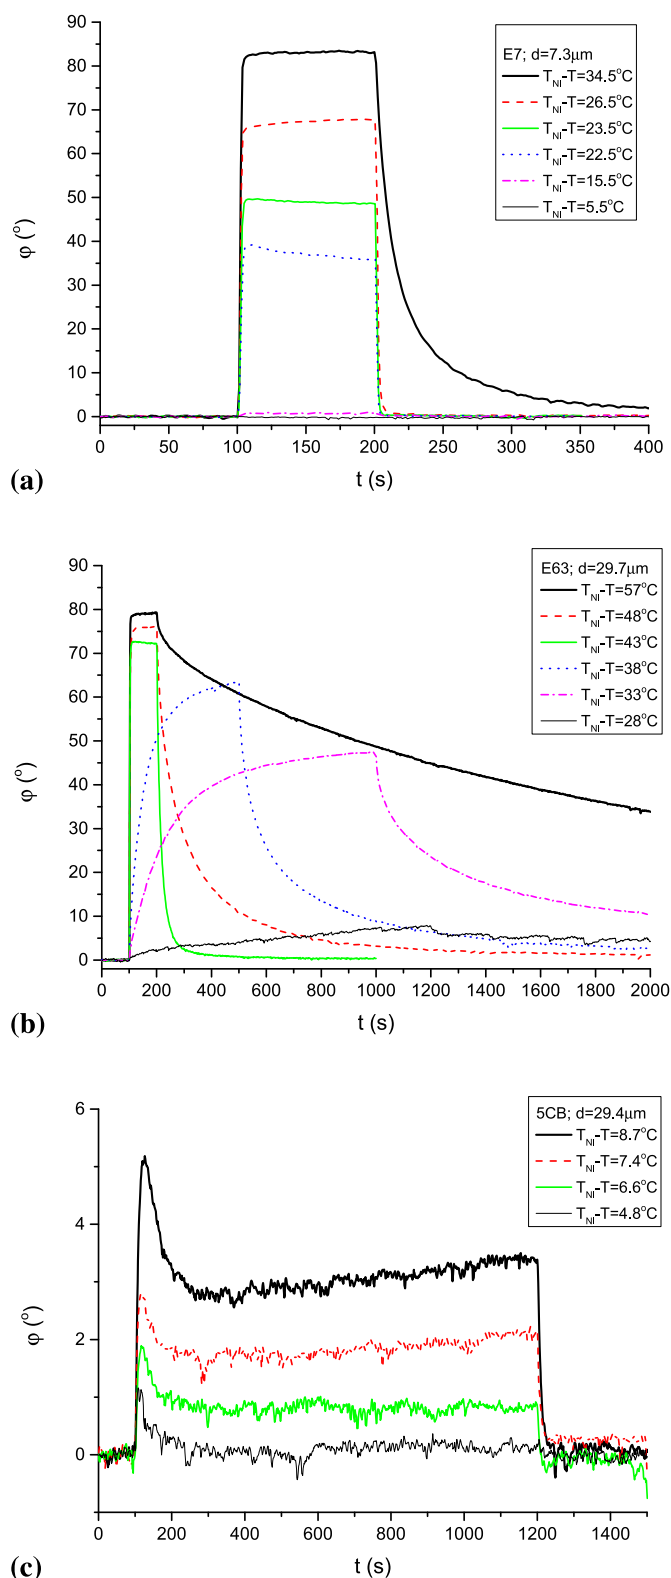 90
80
70
60
50
40
30
20
10
0
φ (°)
E7; d=7.3μm
T_NI-T=34.5°C
T_NI-T=26.5°C
T_NI-T=23.5°C
T_NI-T=22.5°C
T_NI-T=15.5°C
T_NI-T=5.5°C
0 50 100 150 200 250 300 350 400
(a) t (s)
90
80
70
60
50
40
30
20
10
0
φ (°)
E63; d=29.7μm
T_NI-T=57°C
T_NI-T=48°C
T_NI-T=43°C
T_NI-T=38°C
T_NI-T=33°C
T_NI-T=28°C
0 200 400 600 800 1000 1200 1400 1600 1800 2000
(b) t (s)
6
4
2
0
φ (°)
5CB; d=29.4μm
T_NI-T=8.7°C
T_NI-T=7.4°C
T_NI-T=6.6°C
T_NI-T=4.8°C
0 200 400 600 800 1000 1200 1400
(c) t (s)